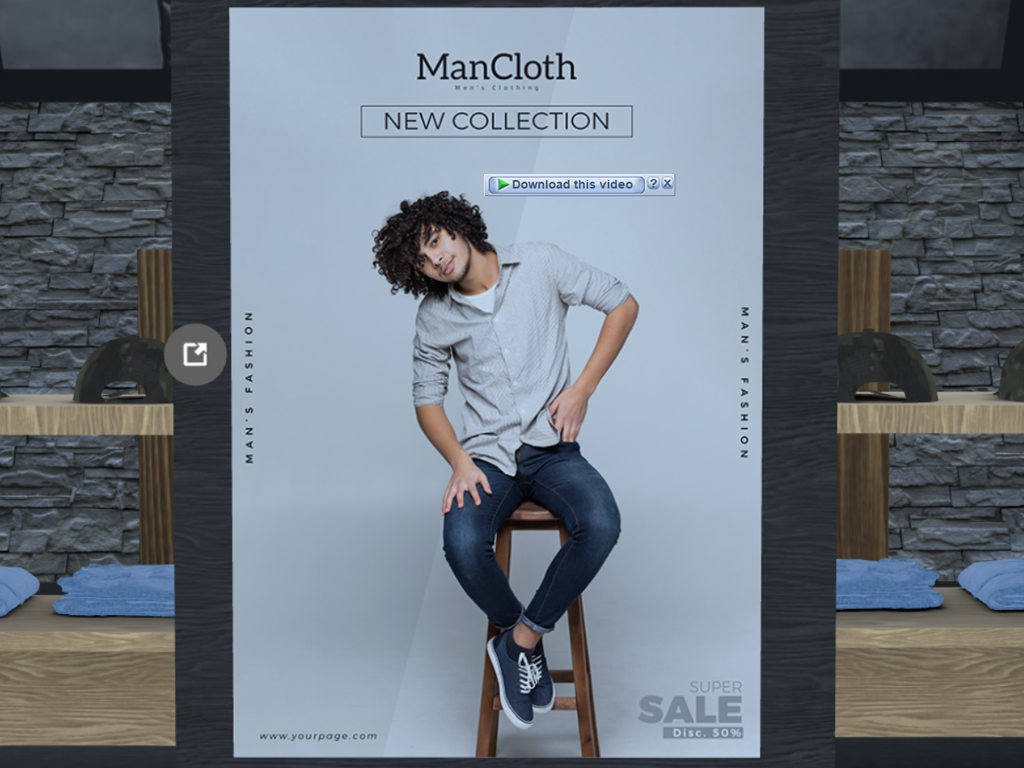 ManCloth
Men's Clothing
NEW COLLECTION
Download this video
?
MAN'S FASHION
MAN'S FASHION
SUPER
SALE
Disc. 50%
www.yourpage.com